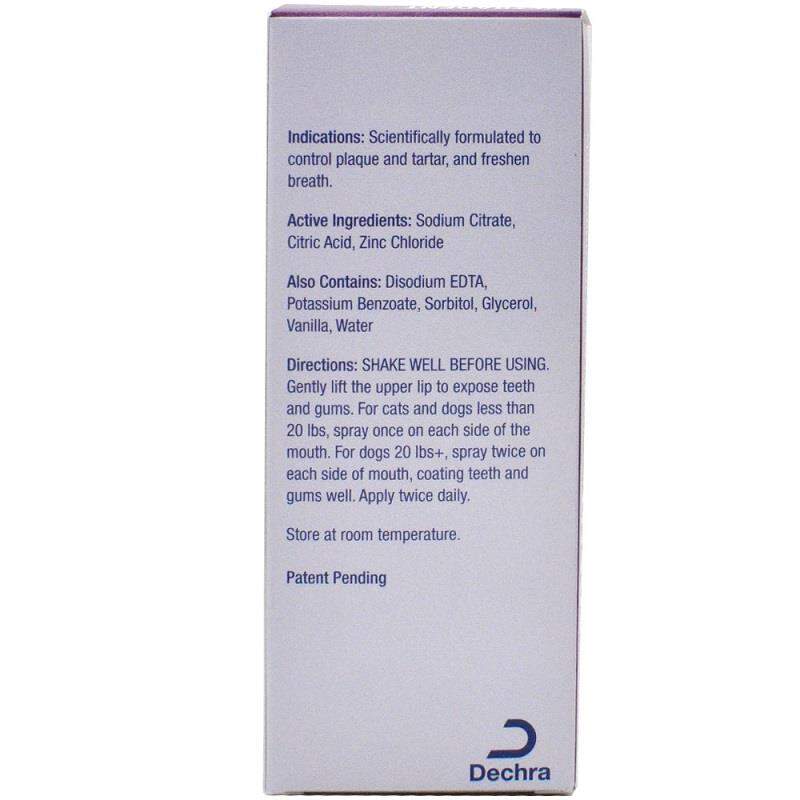 Indications: Scientifically formulated to
control plaque and tartar, and freshen
breath.
Active Ingredients: Sodium Citrate,
Citric Acid, Zinc Chloride
Also Contains: Disodium EDTA,
Potassium Benzoate, Sorbitol, Glycerol,
Vanilla, Water
Directions: SHAKE WELL BEFORE USING.
Gently lift the upper lip to expose teeth
and gums. For cats and dogs less than
20 lbs, spray once on each side of the
mouth. For dogs 20 lbs+, spray twice on
each side of mouth, coating teeth and
gums well. Apply twice daily.
Store at room temperature.
Patent Pending
Dechra